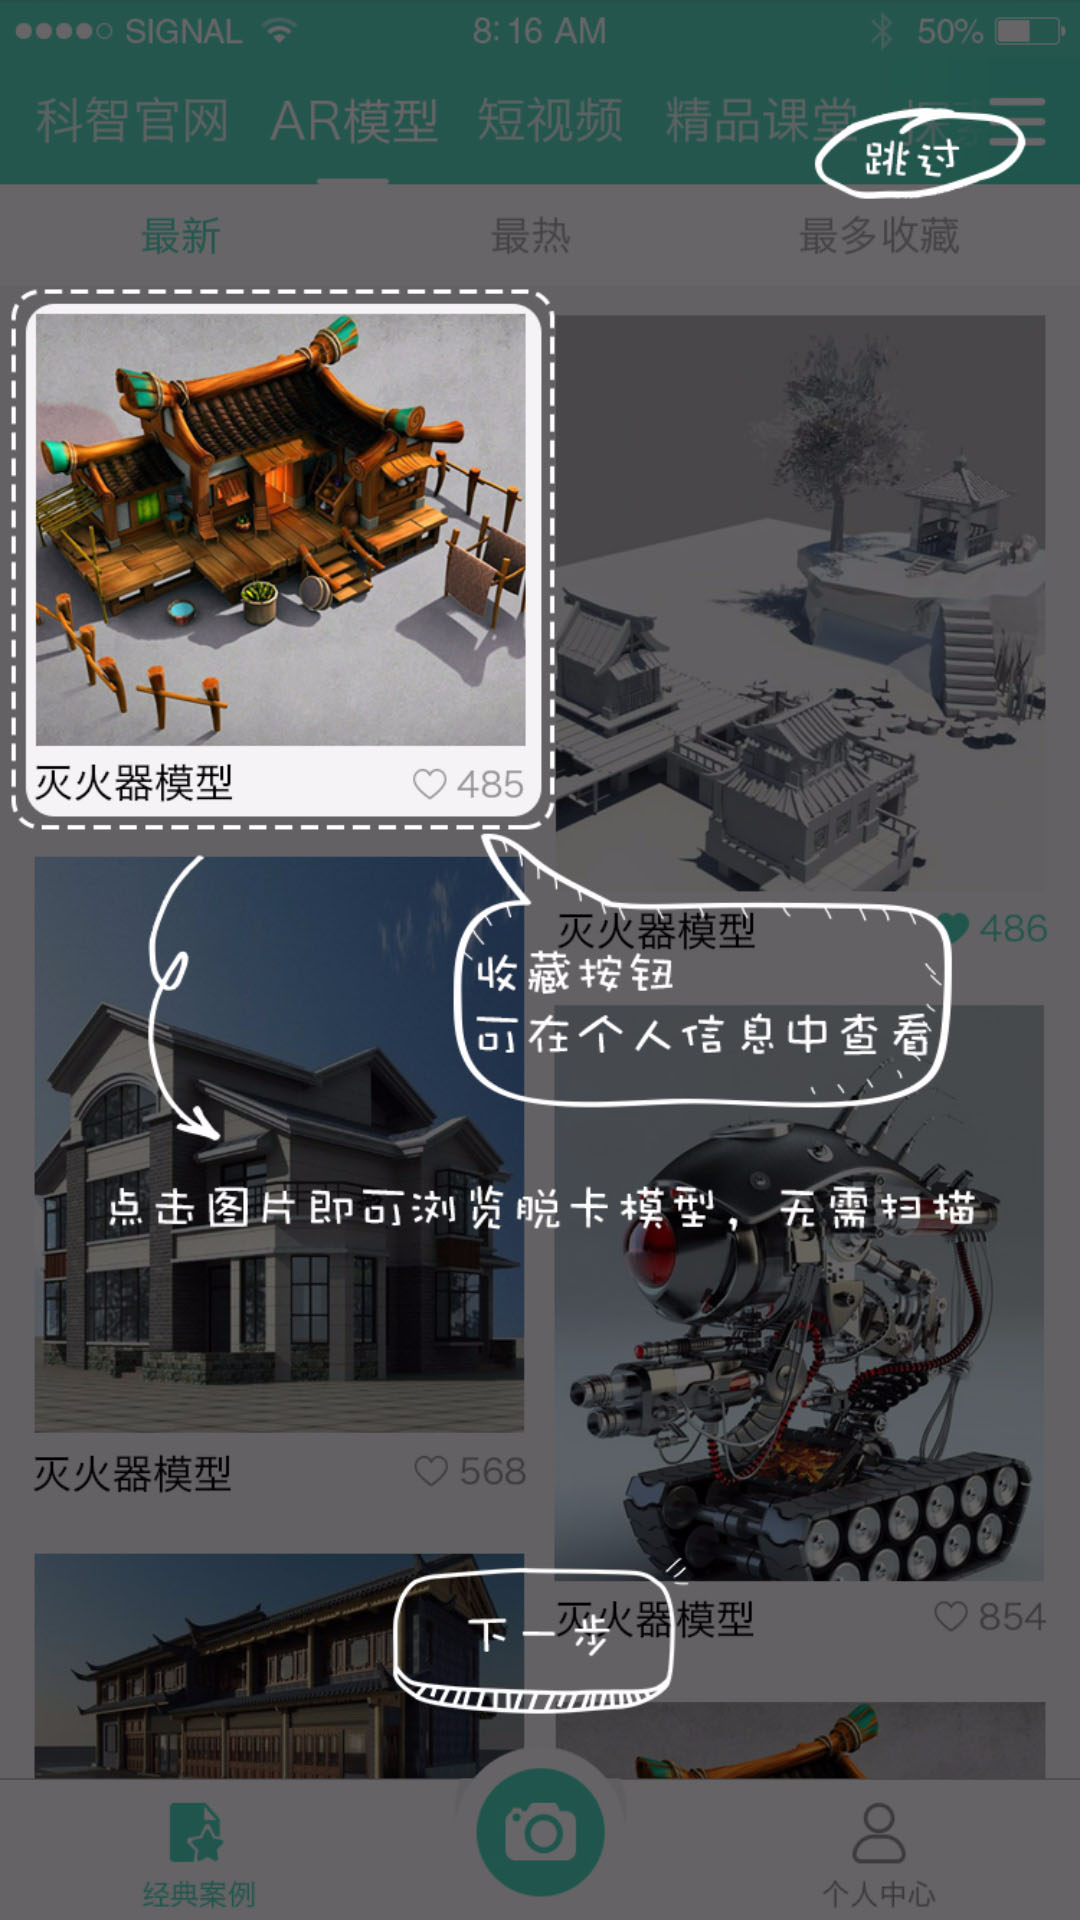 SIGNAL 8:16 AM 50%
科智官网 AR模型 短视频 精品课堂 探
跳过
最新 最热 最多收藏
灭火器模型 485
灭火器模型 486
收藏按钮
可在个人信息中查看
点击图片即可浏览脱卡模型，无需扫描
灭火器模型 568
灭火器模型 854
下一步
经典案例 个人中心